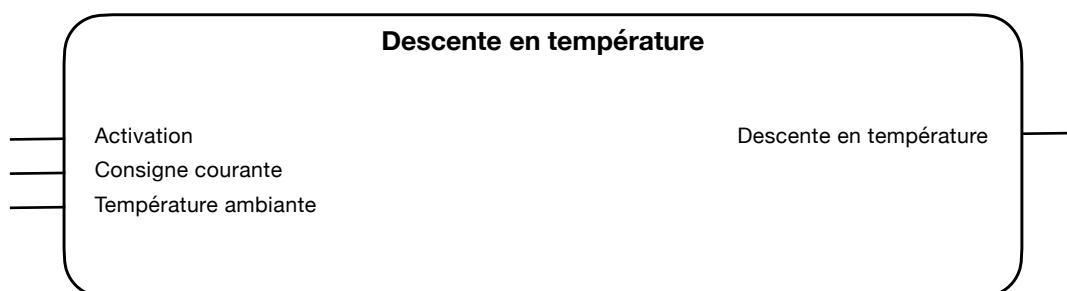 Descente en température
Activation
Descente en température
Consigne courante
Température ambiante